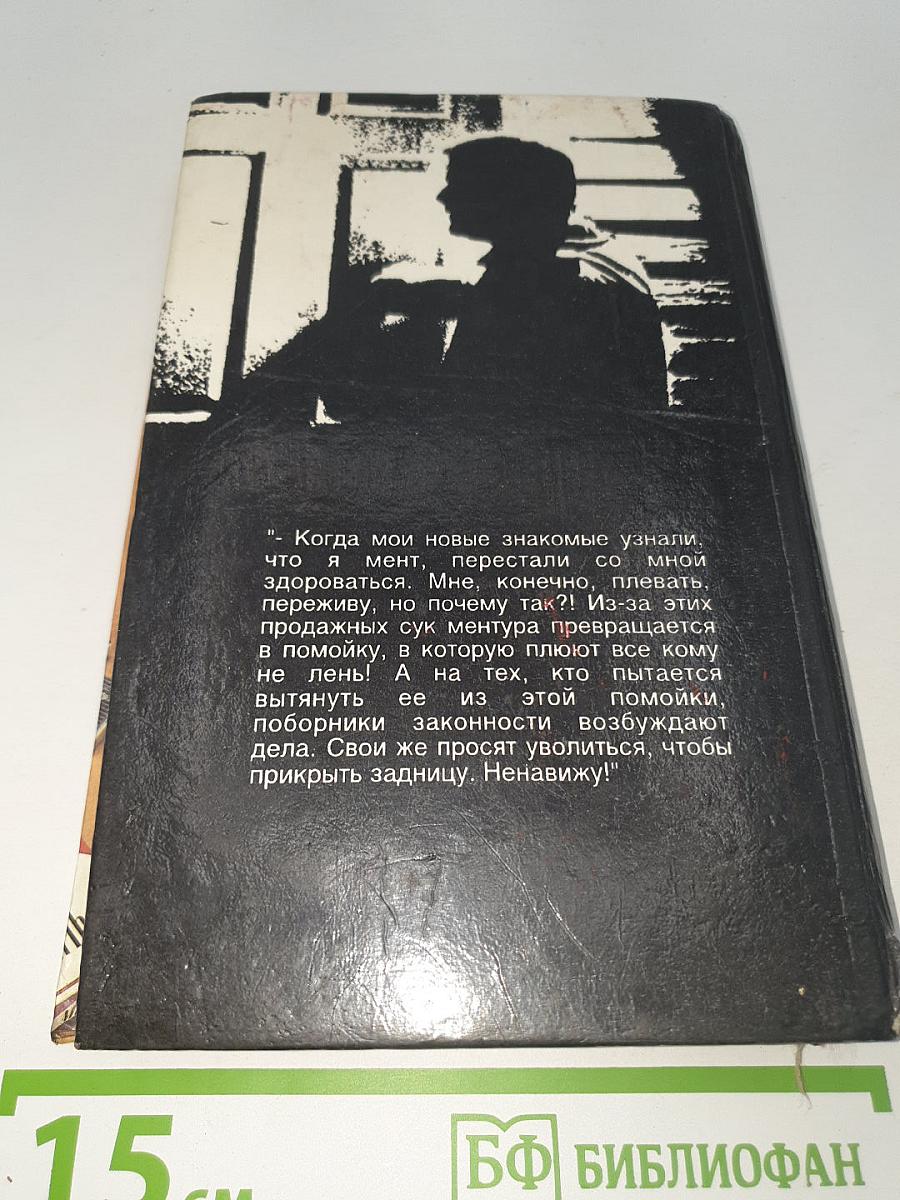 "- Когда мои новые знакомые узнали,
что я мент, перестали со мной
здороваться. Мне, конечно, плевать,
переживу, но почему так?! Из-за этих
продажных сук ментура превращается
в помойку, в которую плюют все кому
не лень! А на тех, кто пытается
вытянуть ее из этой помойки,
поборники законности возбуждают
дела. Свои же просят уволиться, чтобы
прикрыть задницу. Ненавижу!"
15 см
БФ БИБЛИОФАН